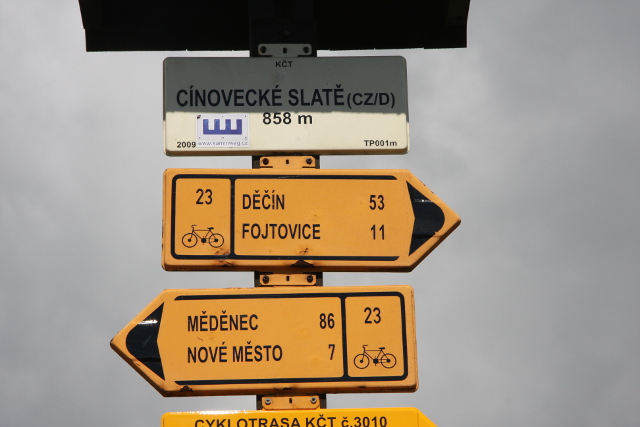 KČT
CÍNOVECKÉ SLATĚ (CZ/D)
858 m
2009 TP001m
23
DĚČÍN 53
FOJTOVICE 11
MĚDĚNEC 86
NOVÉ MĚSTO 7
23
CYKLOTRASA KČT č.3010